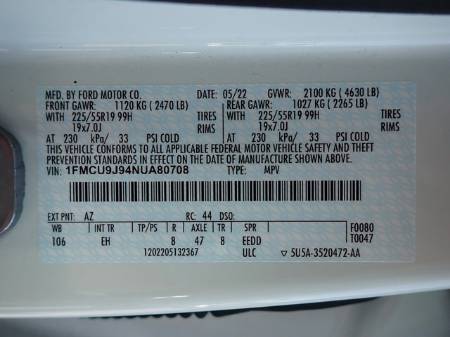 MFD. BY FORD MOTOR CO. DATE: 05/22 GVWR: 2100 KG ( 4630 LB)
FRONT GAWR: 1120 KG ( 2470 LB) REAR GAWR: 1027 KG ( 2265 LB)
WITH 225/55R19 99H TIRES WITH 225/55R19 99H TIRES
19x7.0J RIMS 19x7.0J RIMS
AT 230 kPa/ 33 PSI COLD AT 230 kPa/ 33 PSI COLD
THIS VEHICLE CONFORMS TO ALL APPLICABLE FEDERAL MOTOR VEHICLE
SAFETY AND THEFT PREVENTION STANDARDS IN EFFECT ON THE DATE OF MANUFACTURE SHOWN ABOVE.
VIN: 1FMCU9J94NUA80708 TYPE: MPV
EXT PNT: AZ RC: 44 DSO: F0080
WB INT TR TP/PS R AXLE TR SPR T0047
106 EH 8 47 8 EEDD
1202205132367 ULC ▽ 5U5A-3520472-AA